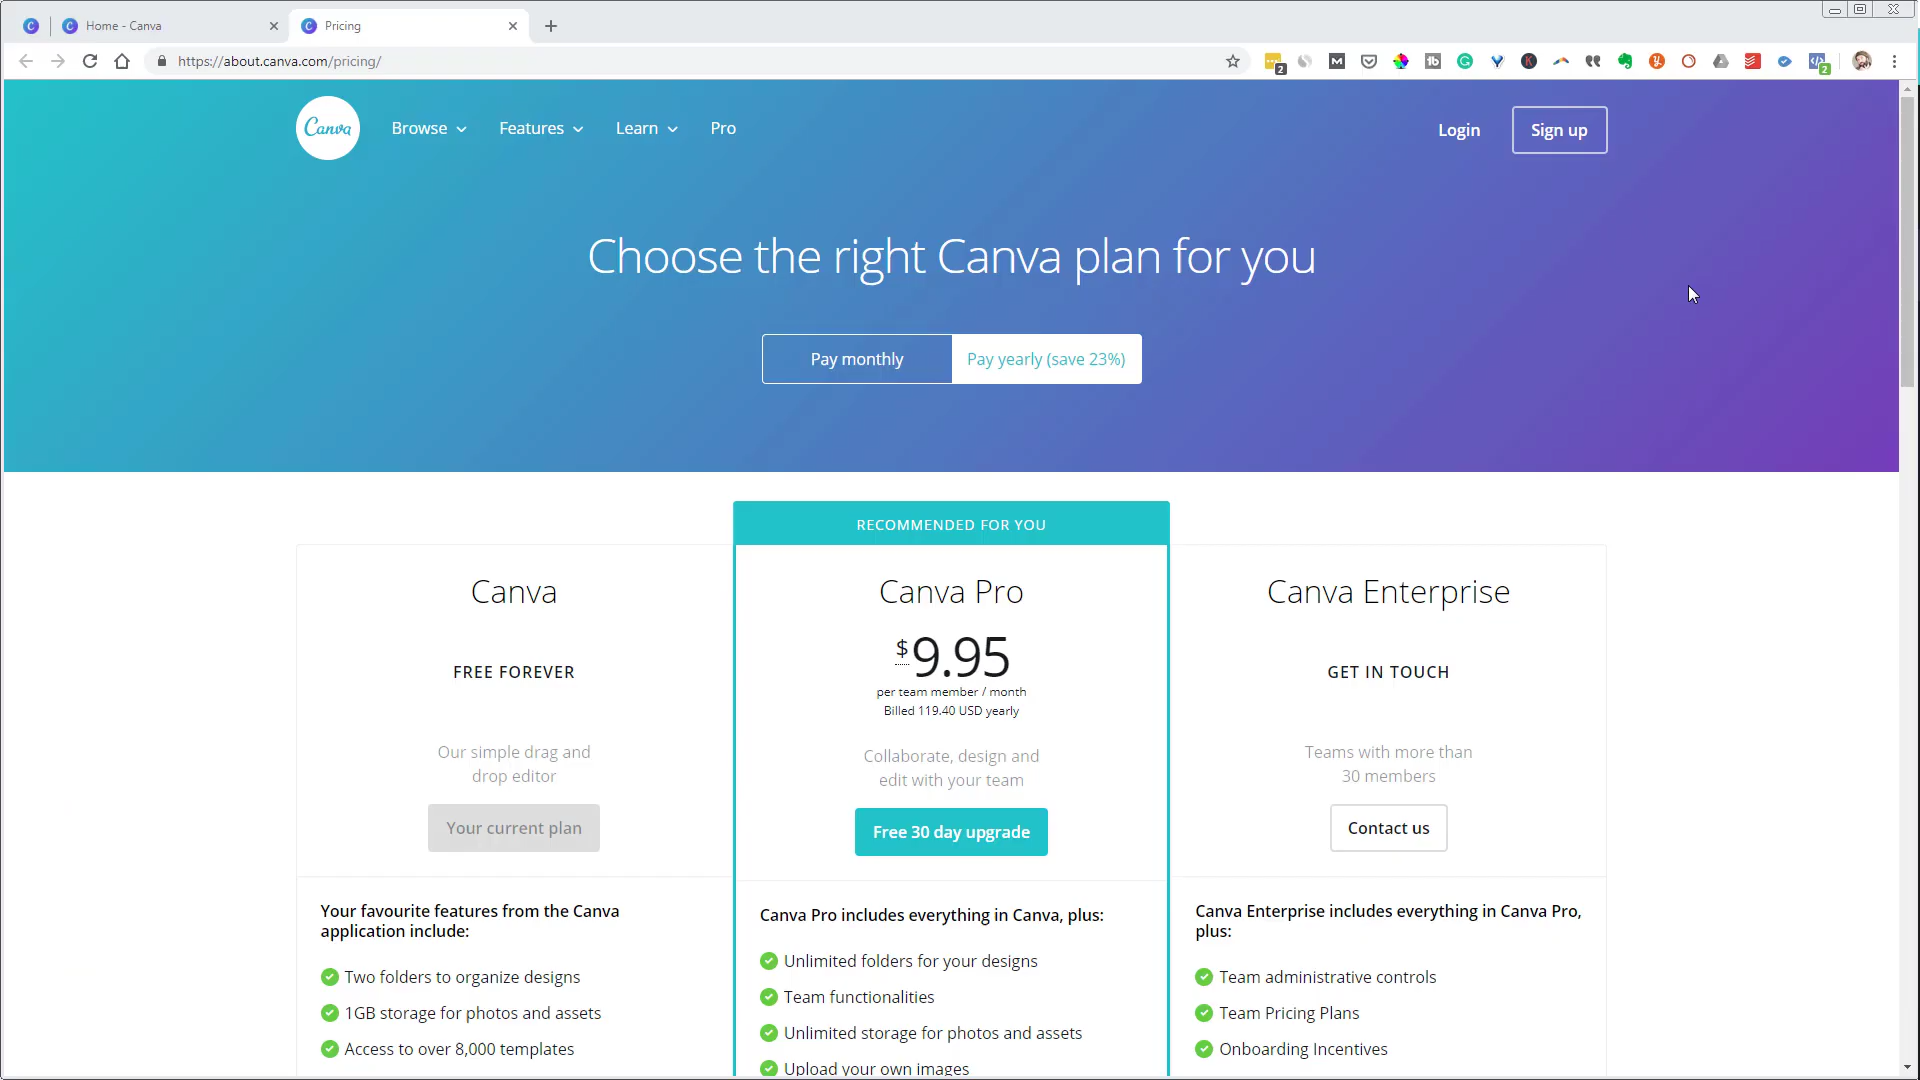 Home - Canva
Pricing
https://about.canva.com/pricing/
2
2
Canva
Browse
Features
Learn
Pro
Login
Sign up
Choose the right Canva plan for you
Pay monthly
Pay yearly (save 23%)
RECOMMENDED FOR YOU
Canva
FREE FOREVER
Our simple drag and
drop editor
Your current plan
Your favourite features from the Canva
application include:
Two folders to organize designs
1GB storage for photos and assets
Access to over 8,000 templates
Canva Pro
$9.95
per team member / month
Billed 119.40 USD yearly
Collaborate, design and
edit with your team
Free 30 day upgrade
Canva Pro includes everything in Canva, plus:
Unlimited folders for your designs
Team functionalities
Unlimited storage for photos and assets
Upload your own images
Canva Enterprise
GET IN TOUCH
Teams with more than
30 members
Contact us
Canva Enterprise includes everything in Canva Pro,
plus:
Team administrative controls
Team Pricing Plans
Onboarding Incentives